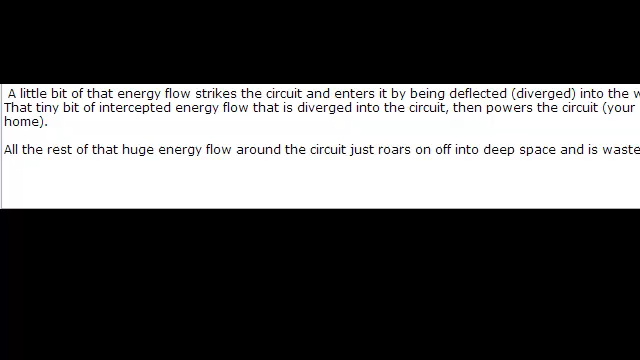 A little bit of that energy flow strikes the circuit and enters it by being deflected (diverged) into the
That tiny bit of intercepted energy flow that is diverged into the circuit, then powers the circuit (your
home).
All the rest of that huge energy flow around the circuit just roars on off into deep space and is waste